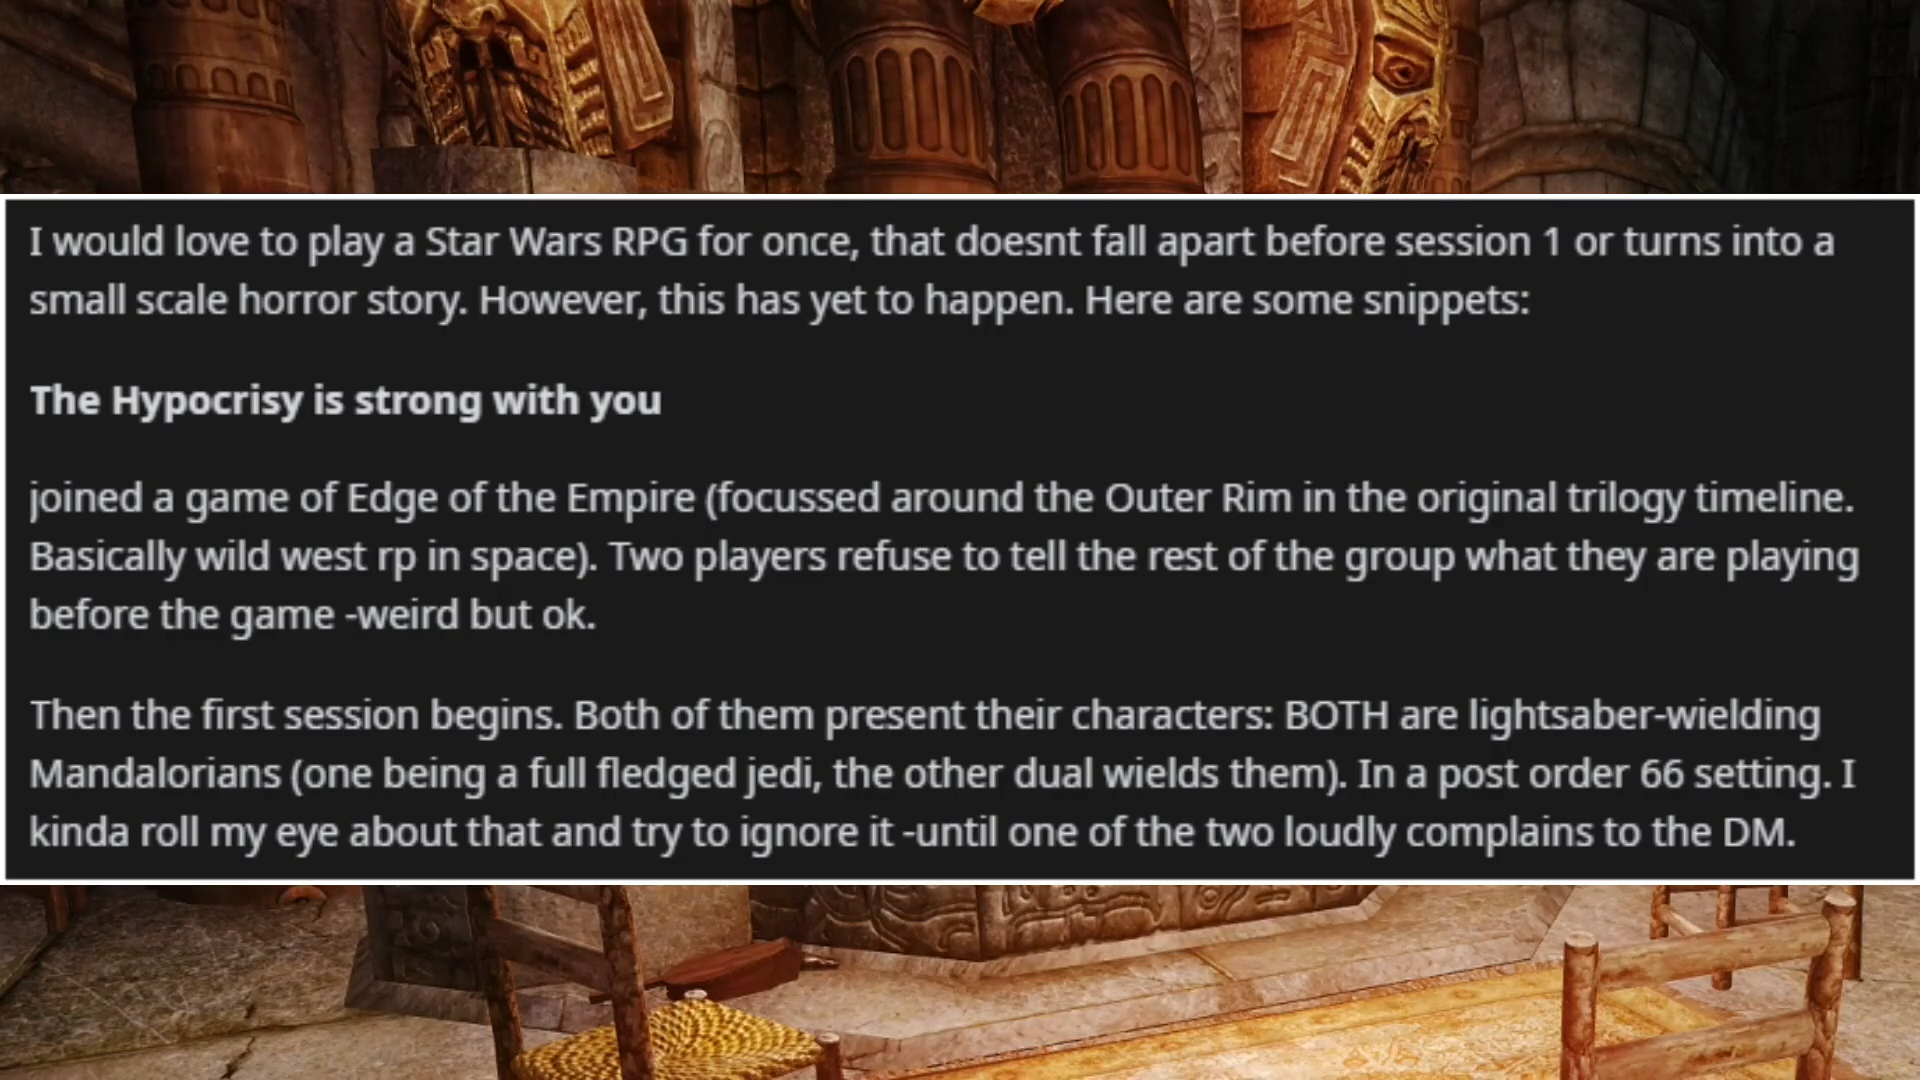 I would love to play a Star Wars RPG for once, that doesnt fall apart before session 1 or turns into a
small scale horror story. However, this has yet to happen. Here are some snippets:
The Hypocrisy is strong with you
joined a game of Edge of the Empire (focussed around the Outer Rim in the original trilogy timeline.
Basically wild west rp in space). Two players refuse to tell the rest of the group what they are playing
before the game -weird but ok.
Then the first session begins. Both of them present their characters: BOTH are lightsaber-wielding
Mandalorians (one being a full fledged jedi, the other dual wields them). In a post order 66 setting. I
kinda roll my eye about that and try to ignore it -until one of the two loudly complains to the DM.